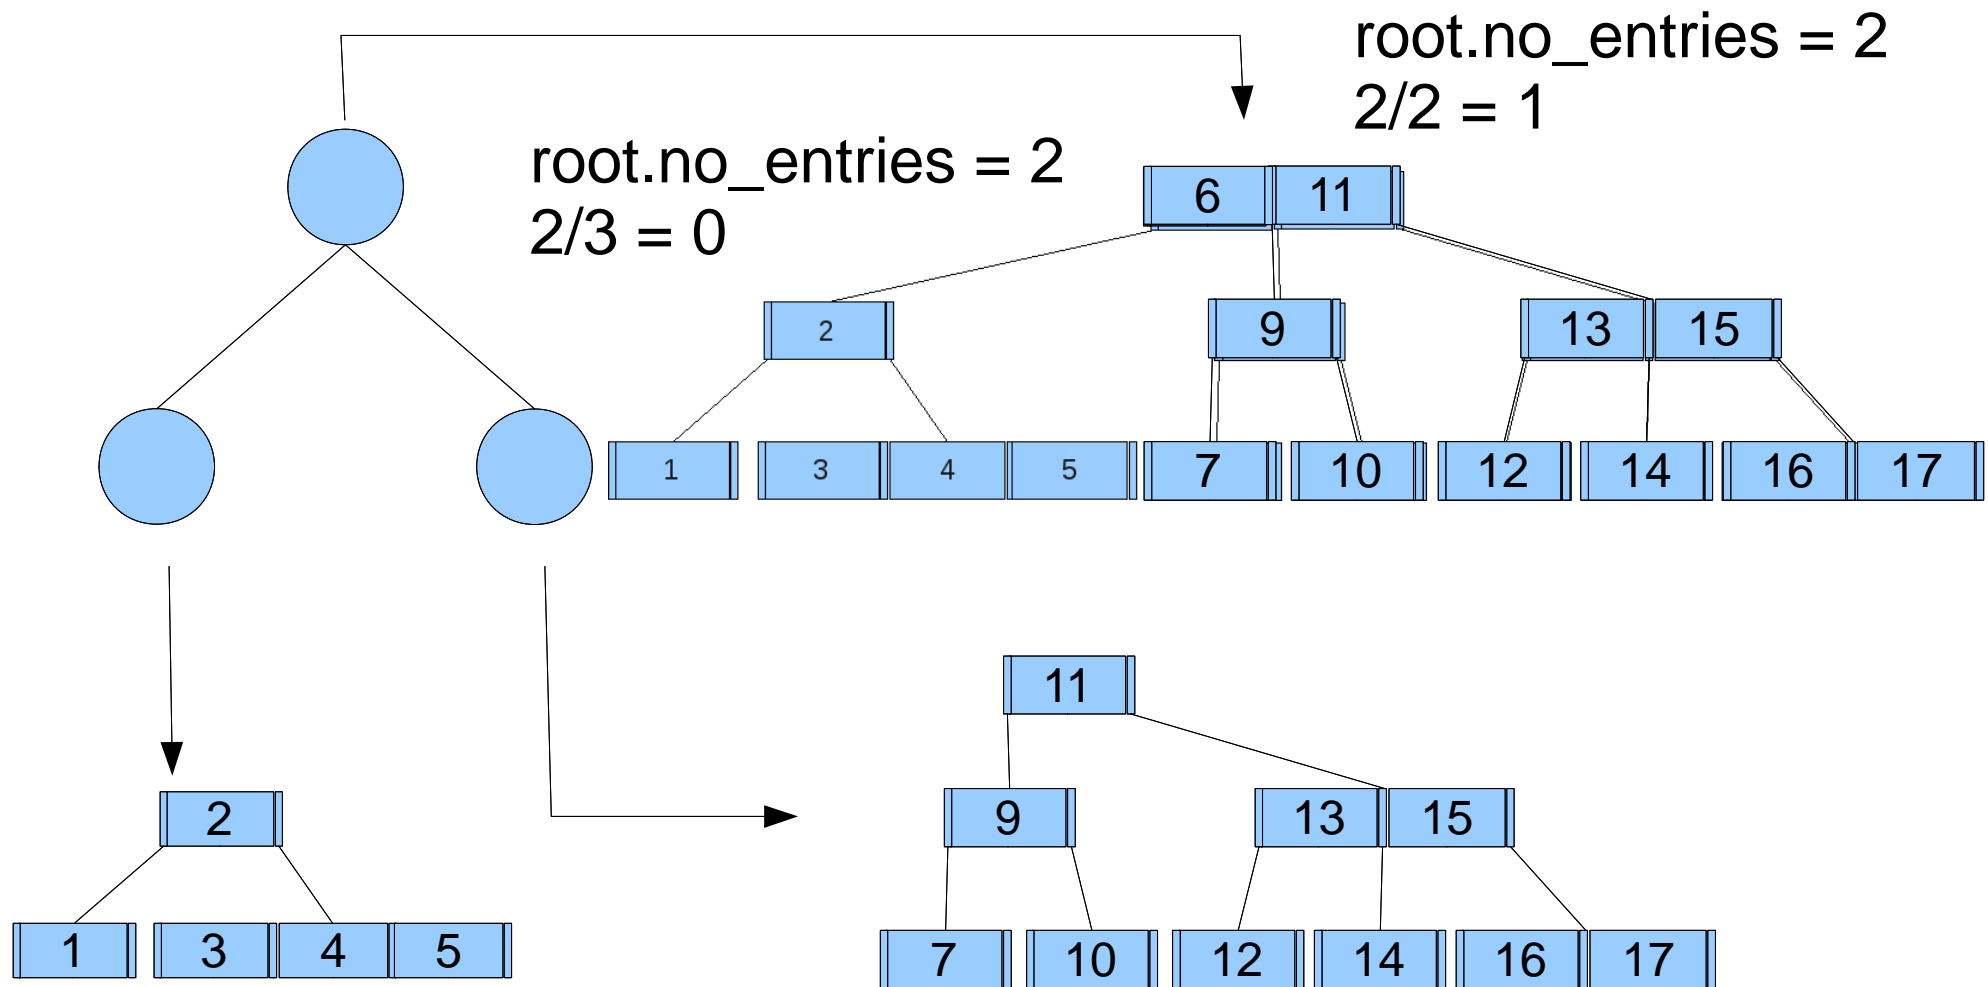 root.no_entries = 2
2/2 = 1
root.no_entries = 2
2/3 = 0
6 11
2 9 13 15
1 3 4 5 7 10 12 14 16 17
11
2 9 13 15
1 3 4 5 7 10 12 14 16 17